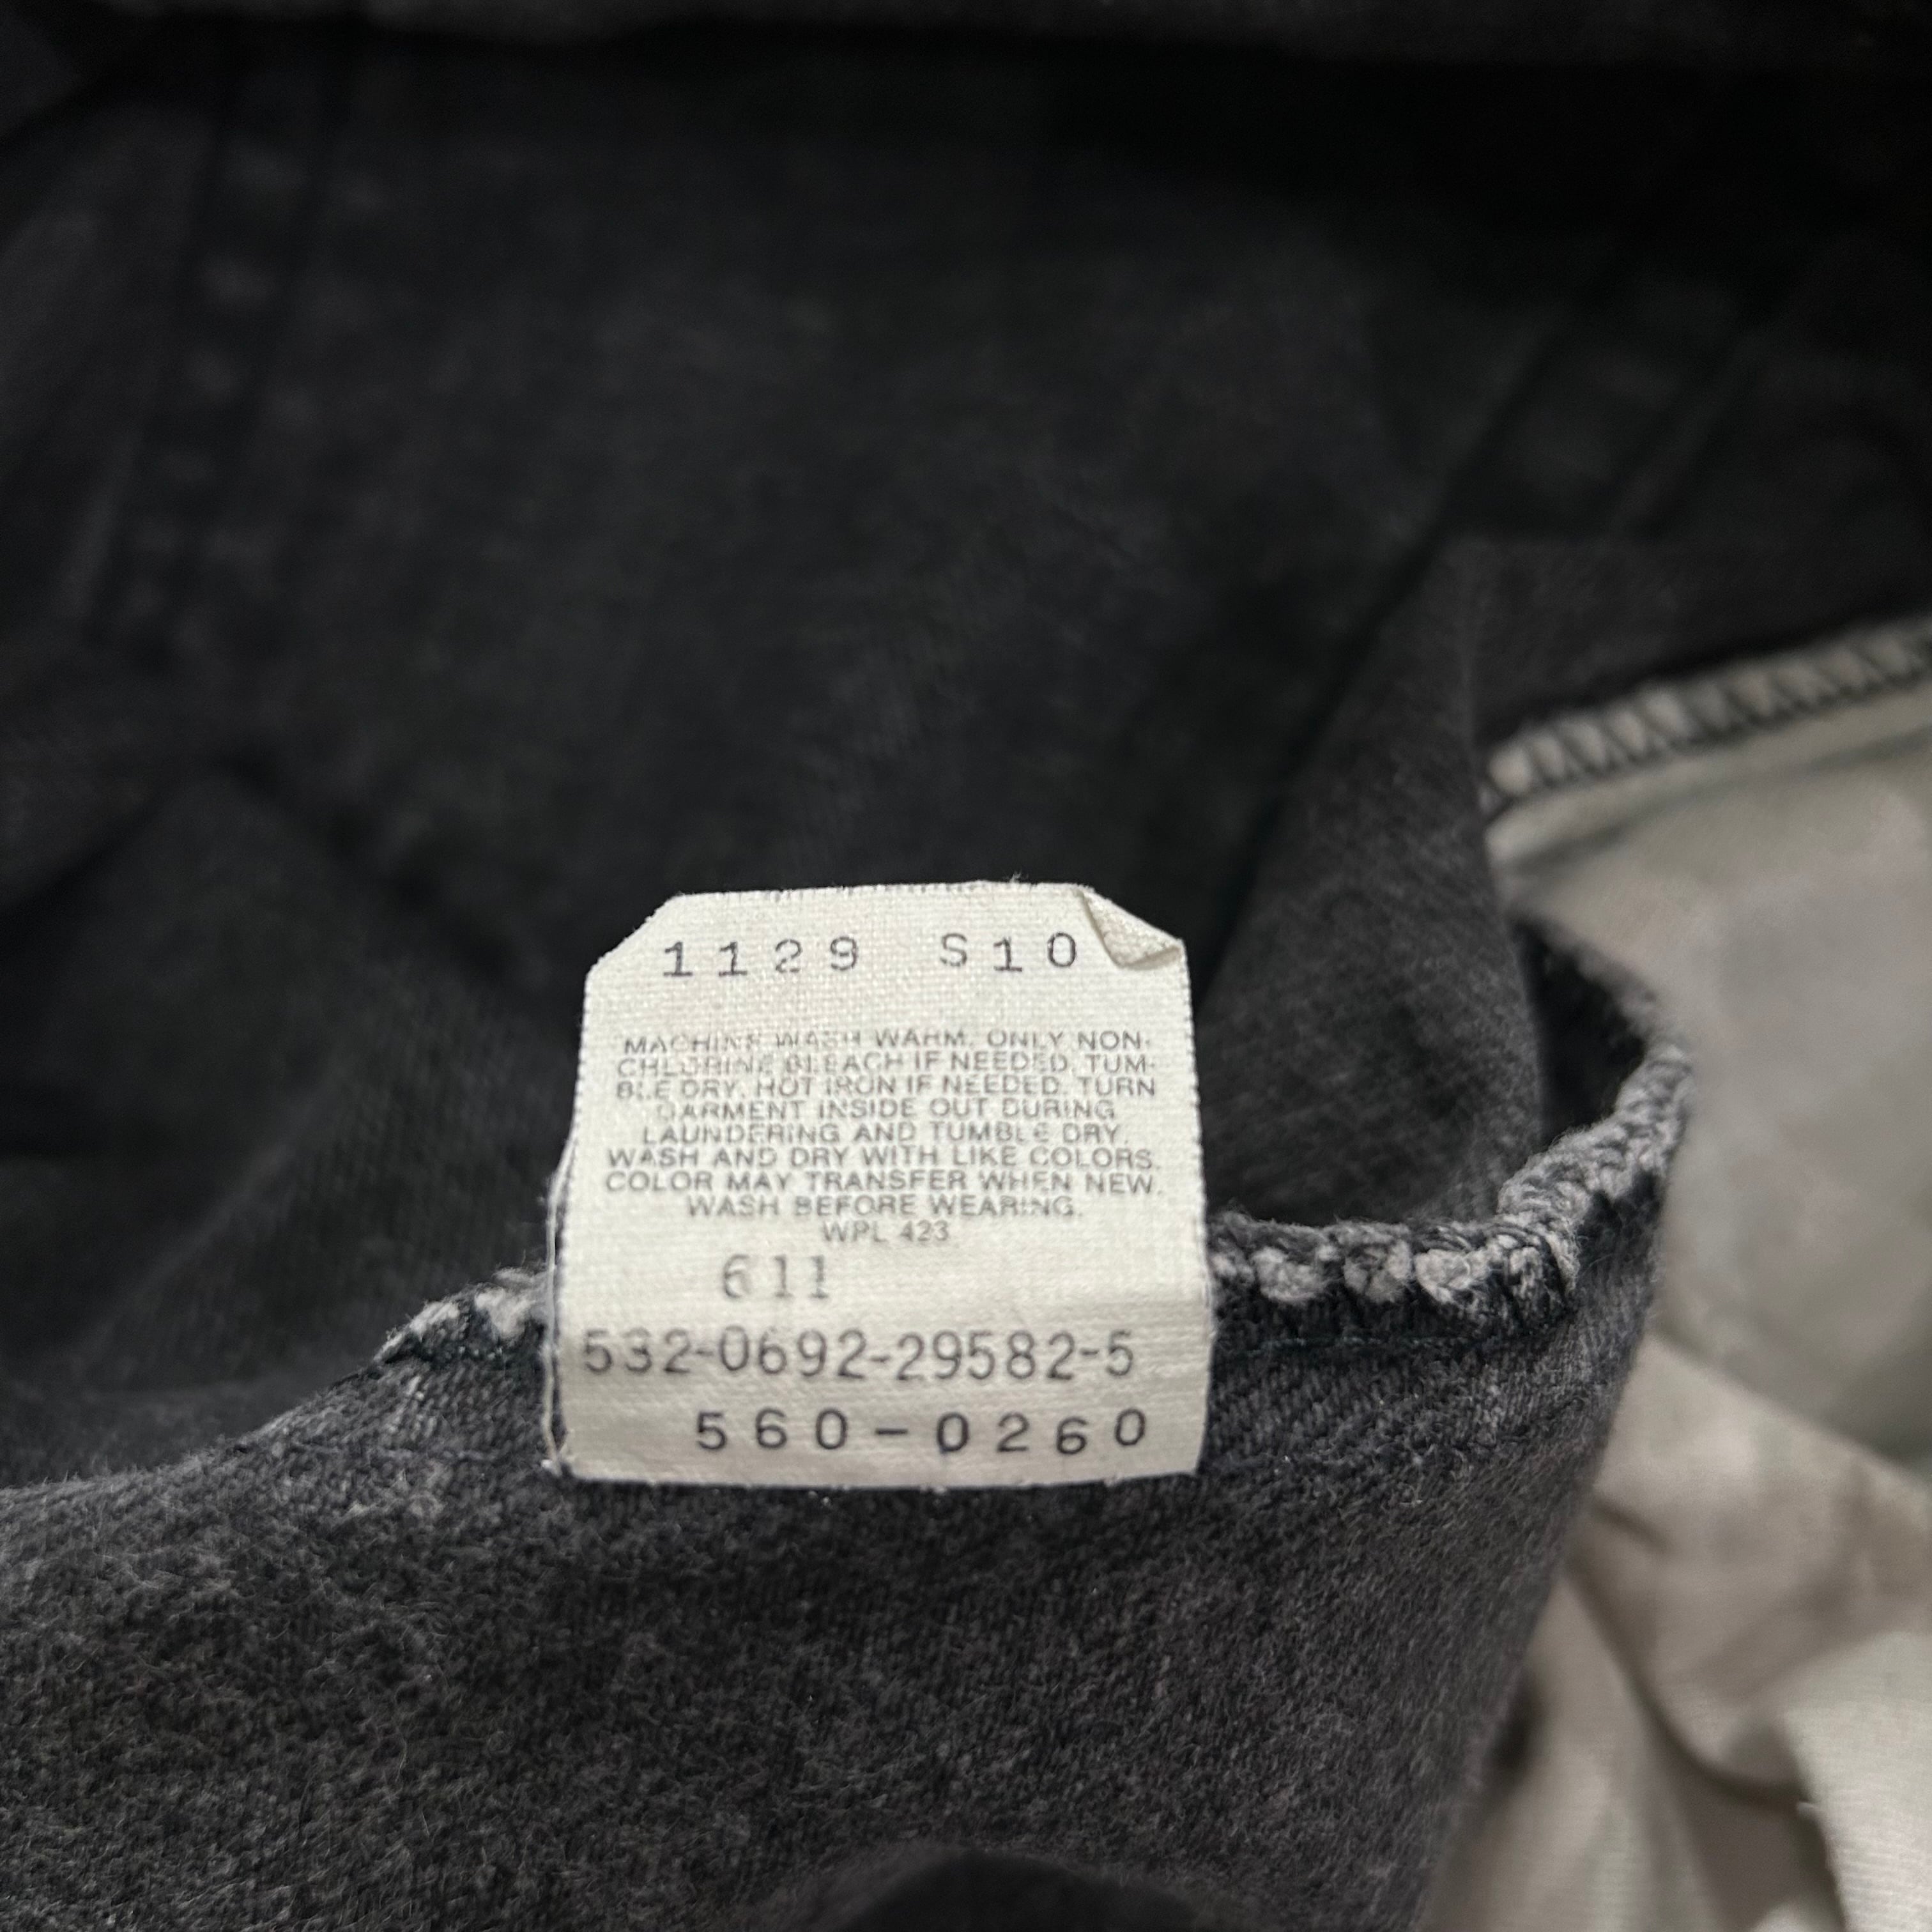 1129 S10
MACHINE WASH WARM. ONLY NON-
CHLORINE BLEACH IF NEEDED. TUM-
BLE DRY. HOT IRON IF NEEDED. TURN
GARMENT INSIDE OUT DURING
LAUNDERING AND TUMBLE DRY.
WASH AND DRY WITH LIKE COLORS.
COLOR MAY TRANSFER WHEN NEW.
WASH BEFORE WEARING.
WPL 423
611
532-0692-29582-5
560-0260